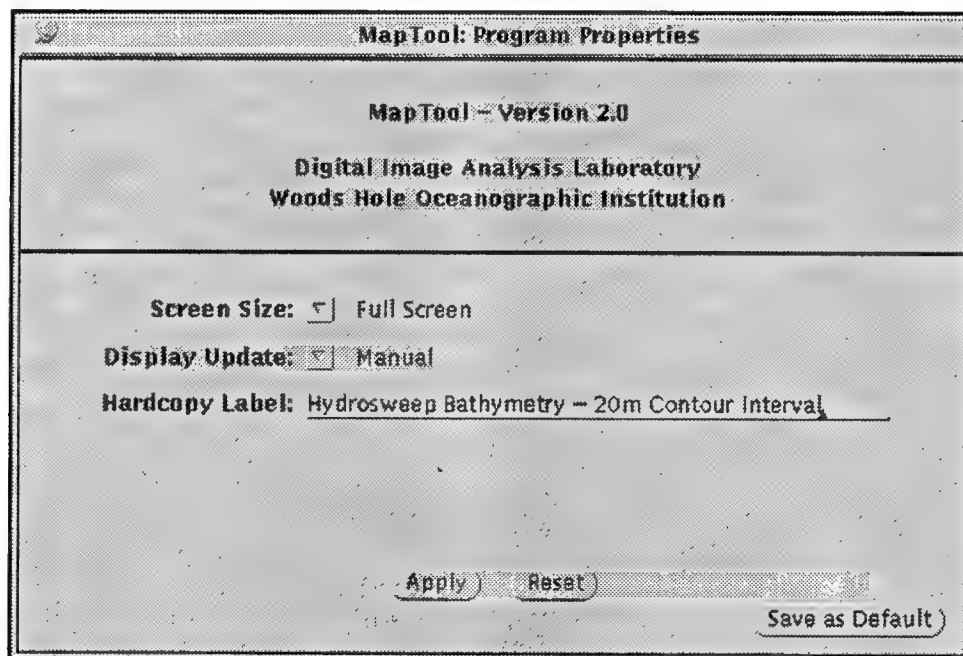 MapTool: Program Properties
MapTool – Version 2.0
Digital Image Analysis Laboratory
Woods Hole Oceanographic Institution
Screen Size: Full Screen
Display Update: Manual
Hardcopy Label: Hydrosweep Bathymetry – 20m Contour Interval
Apply Reset
Save as Default